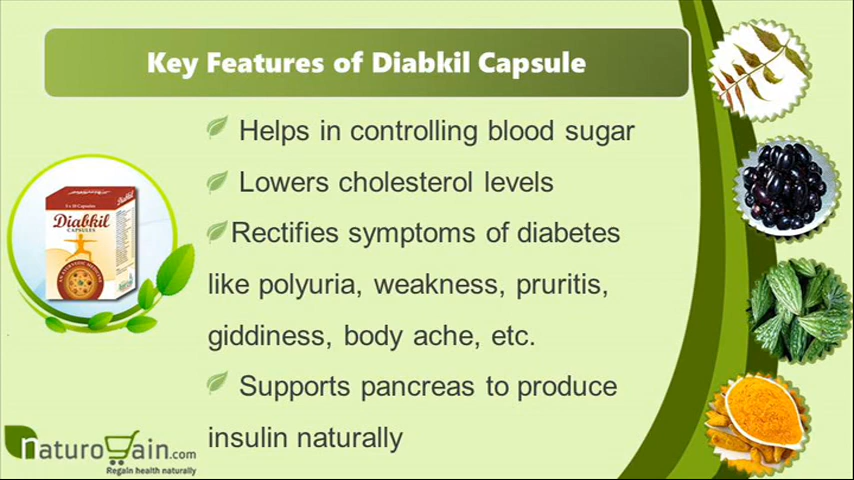 Key Features of Diabkil Capsule
Helps in controlling blood sugar
Lowers cholesterol levels
Rectifies symptoms of diabetes
like polyuria, weakness, pruritis,
giddiness, body ache, etc.
Supports pancreas to produce
insulin naturally
Diabkil
CAPSULES
Diabkil
naturogain.com
Regain health naturally